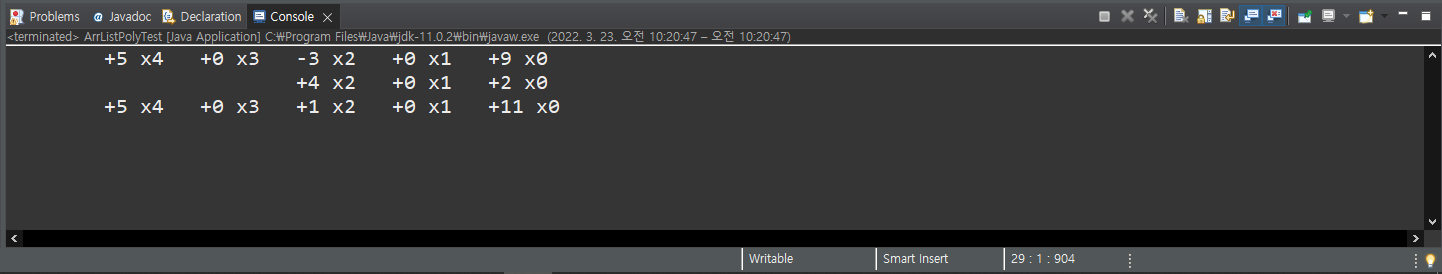 Problems Javadoc Declaration Console
<terminated> ArrListPolyTest [Java Application] C:₩Program Files₩Java₩jdk-11.0.2₩bin₩javaw.exe (2022. 3. 23. 오전 10:20:47 – 오전 10:20:47)
+5 x4 +0 x3 -3 x2 +0 x1 +9 x0
+4 x2 +0 x1 +2 x0
+5 x4 +0 x3 +1 x2 +0 x1 +11 x0
Writable Smart Insert 29 : 1 : 904